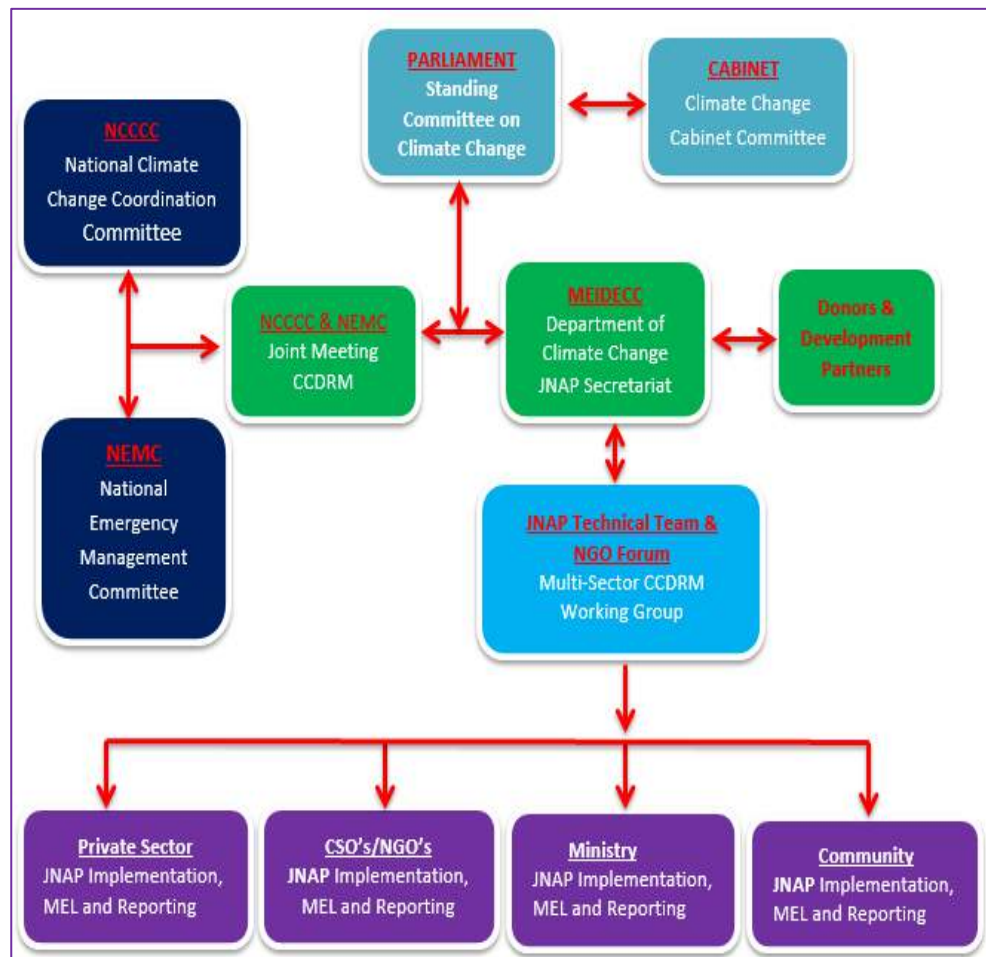 PARLIAMENT
Standing
Committee on
Climate Change
CABINET
Climate Change
Cabinet Committee
NCCCC
National Climate
Change Coordination
Committee
NCCCC & NEMC
Joint Meeting
CCDRM
MEIDECC
Department of
Climate Change
JNAP Secretariat
Donors &
Development
Partners
NEMC
National
Emergency
Management
Committee
JNAP Technical Team &
NGO Forum
Multi-Sector CCDRM
Working Group
Private Sector
JNAP Implementation,
MEL and Reporting
CSO's/NGO's
JNAP Implementation,
MEL and Reporting
Ministry
JNAP Implementation,
MEL and Reporting
Community
JNAP Implementation,
MEL and Reporting